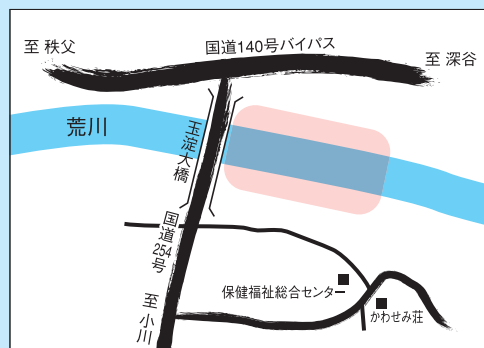 国道140号バイパス
至 秩父
至 深谷
荒川
玉淀大橋
国道254号
至 小川
保健福祉総合センター
かわせみ荘